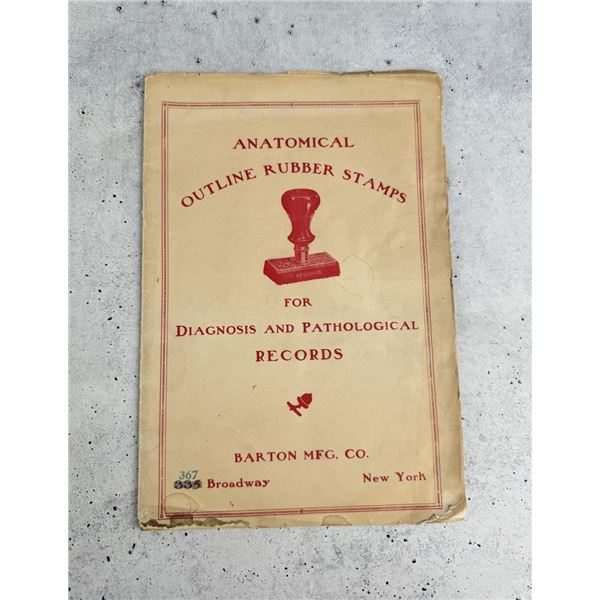 ANATOMICAL
OUTLINE RUBBER STAMPS
FOR
DIAGNOSIS AND PATHOLOGICAL
RECORDS
BARTON MFG. CO.
367
335 Broadway New York